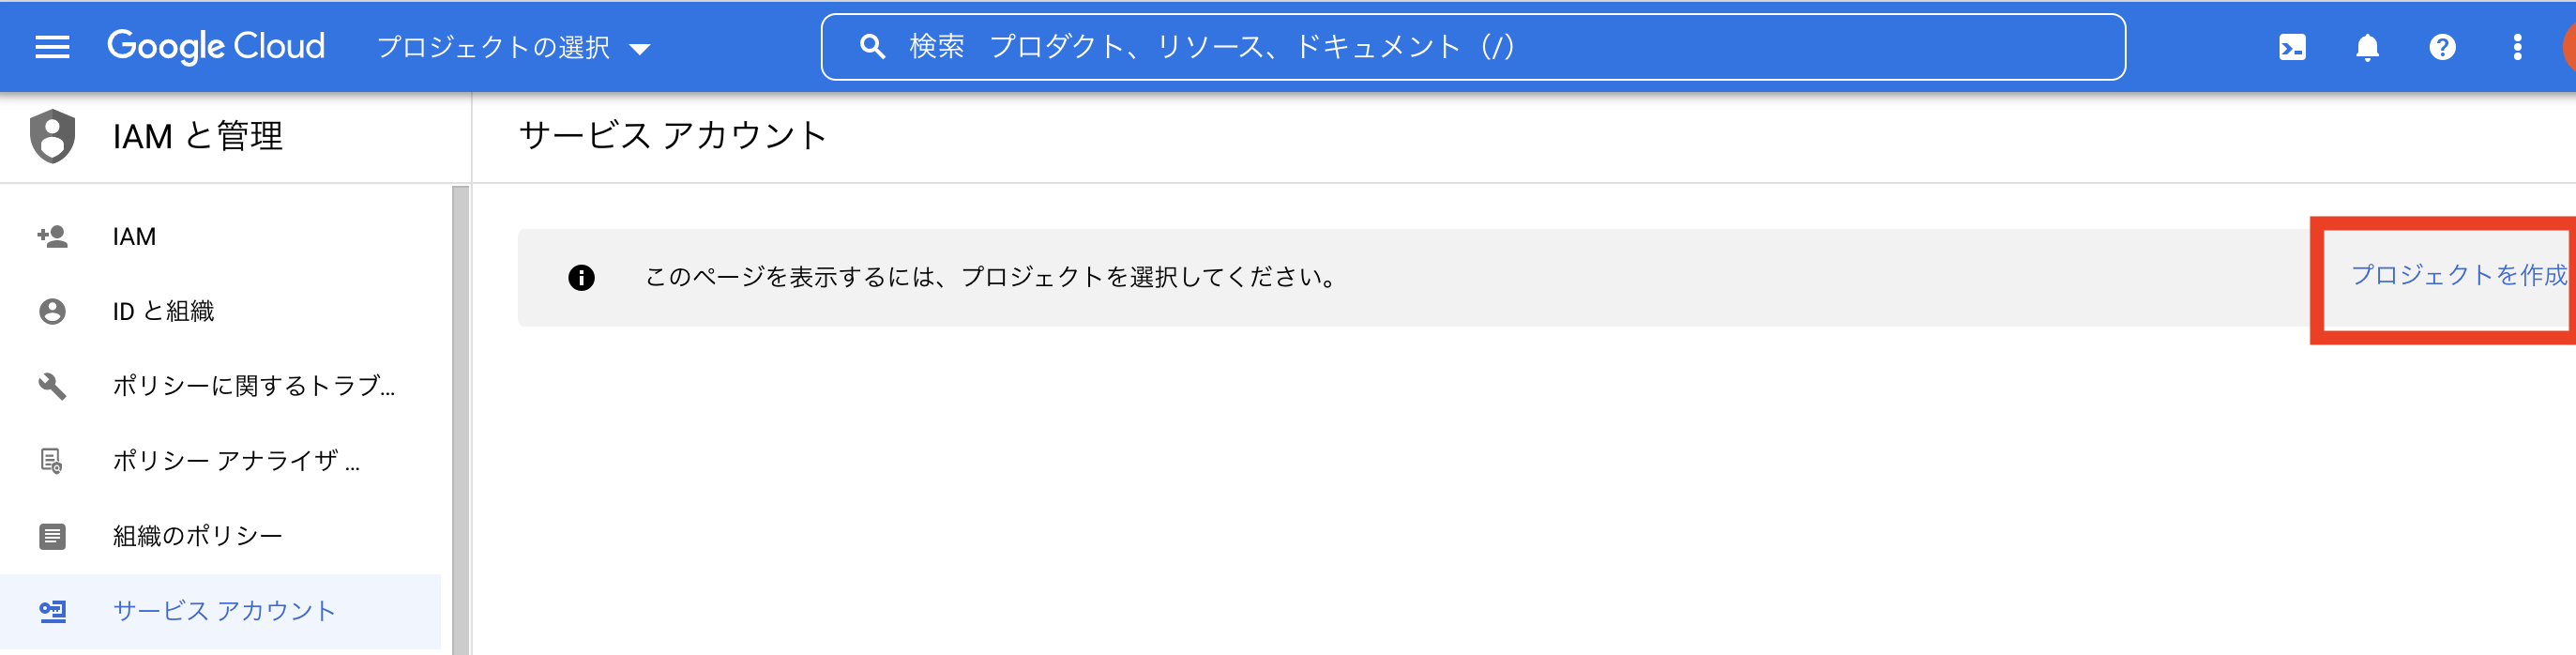 Google Cloud プロジェクトの選択 検索 プロダクト、リソース、ドキュメント (/)
IAM と管理
サービス アカウント
IAM
ID と組織
ポリシーに関するトラブ...
ポリシー アナライザ ...
組織のポリシー
サービス アカウント
このページを表示するには、プロジェクトを選択してください。
プロジェクトを作成